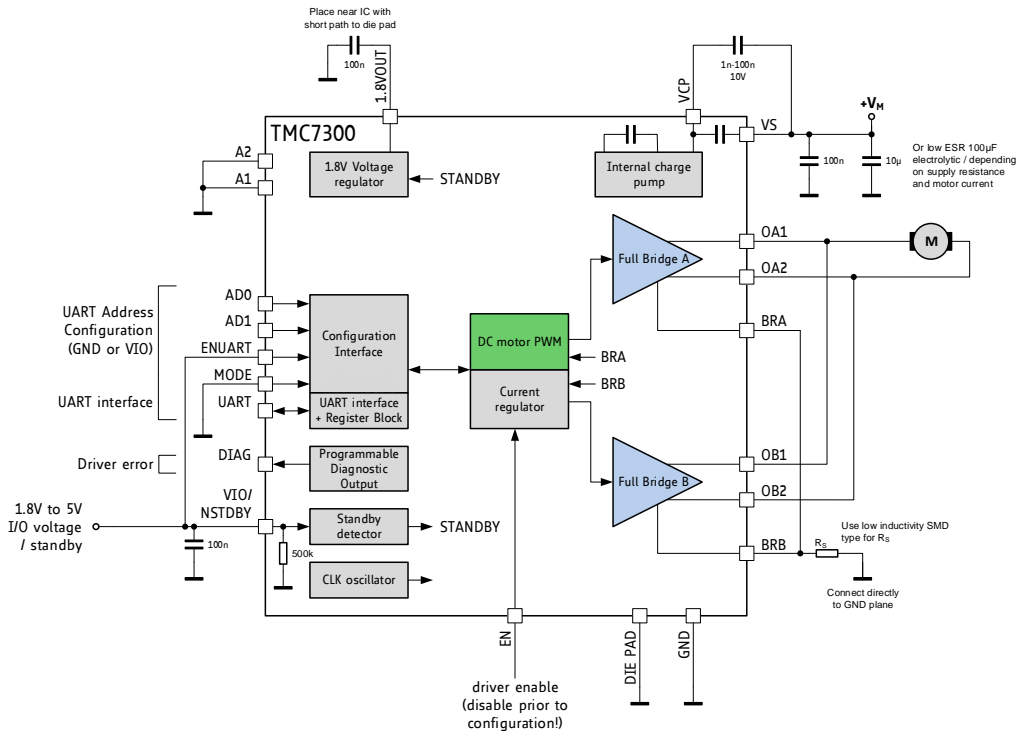 Place near IC with
short path to die pad
100n
1.8VOUT
VCP
1n-100n
10V
+VM
TMC7300
VS
A2
A1
1.8V Voltage
regulator
STANDBY
Internal charge
pump
100n
10µ
Or low ESR 100µF
electrolytic / depending
on supply resistance
and motor current
OA1
M
Full Bridge A
OA2
UART Address
Configuration
(GND or VIO)
AD0
AD1
ENUART
MODE
UART interface
UART
Configuration
Interface
UART interface
+ Register Block
DC motor PWM
BRA
BRB
Current
regulator
BRA
Driver error
DIAG
Programmable
Diagnostic
Output
Full Bridge B
OB1
OB2
1.8V to 5V
I/O voltage
/ standby
VIO/
NSTDBY
100n
500k
Standby
detector
STANDBY
CLK oscillator
BRB
RS
Use low inductivity SMD
type for RS
Connect directly
to GND plane
EN
DIE PAD
GND
driver enable
(disable prior to
configuration!)